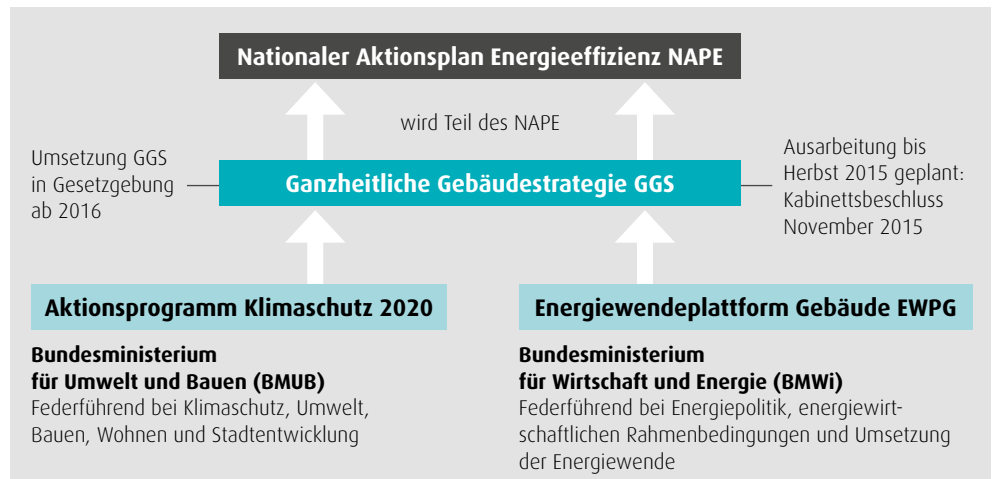 Nationaler Aktionsplan Energieeffizienz NAPE
wird Teil des NAPE
Umsetzung GGS
in Gesetzgebung
ab 2016
Ganzheitliche Gebäudestrategie GGS
Ausarbeitung bis
Herbst 2015 geplant:
Kabinettsbeschluss
November 2015
Aktionsprogramm Klimaschutz 2020
Bundesministerium
für Umwelt und Bauen (BMUB)
Federführend bei Klimaschutz, Umwelt,
Bauen, Wohnen und Stadtentwicklung
Energiewendeplattform Gebäude EWPG
Bundesministerium
für Wirtschaft und Energie (BMWi)
Federführend bei Energiepolitik, energiewirt-
schaftlichen Rahmenbedingungen und Umsetzung
der Energiewende